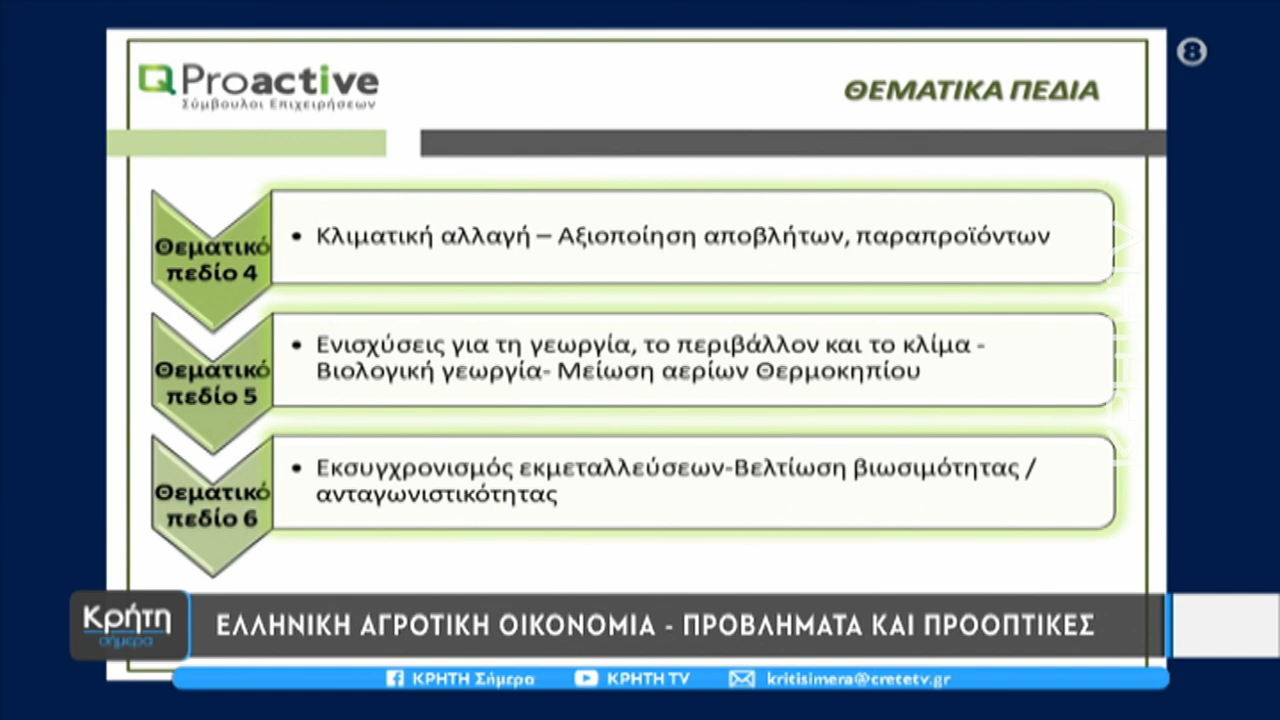 Proactive
Σύμβουλοι Επιχειρήσεων
ΘΕΜΑΤΙΚΑ ΠΕΔΙΑ
8
Θεματικό
πεδίο 4
• Κλιματική αλλαγή – Αξιοποίηση αποβλήτων, παραπροϊόντων
Θεματικό
πεδίο 5
• Ενισχύσεις για τη γεωργία, το περιβάλλον και το κλίμα -
Βιολογική γεωργία- Μείωση αερίων Θερμοκηπίου
Θεματικό
πεδίο 6
• Εκσυγχρονισμός εκμεταλλεύσεων-Βελτίωση βιωσιμότητας /
ανταγωνιστικότητας
ΚΡΗΤΗ TV
Κρήτη
σήμερα
ΕΛΛΗΝΙΚΗ ΑΓΡΟΤΙΚΗ ΟΙΚΟΝΟΜΙΑ - ΠΡΟΒΛΗΜΑΤΑ ΚΑΙ ΠΡΟΟΠΤΙΚΕΣ
ΚΡΗΤΗ Σήμερα
ΚΡΗΤΗ TV
kritisimera@cretetv.gr